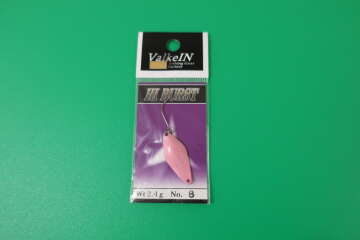 ValkeIN
HI BURST
Wt 2.4g No. 8